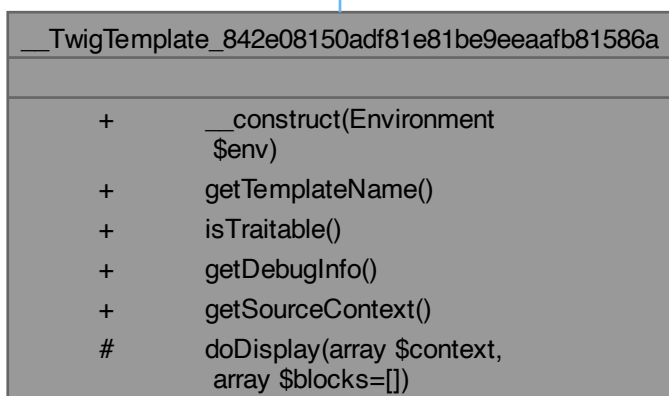 __TwigTemplate_842e08150adf81e81be9eeaafb81586a
+ __construct(Environment
$env)
+ getTemplateName()
+ isTraitable()
+ getDebugInfo()
+ getSourceContext()
# doDisplay(array $context,
array $blocks=[])